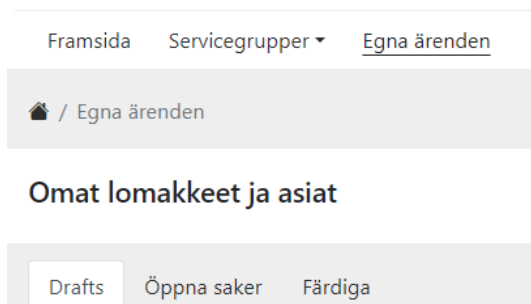 Framsida Servicegrupper Egna ärenden
/ Egna ärenden
Omat lomakkeet ja asiat
Drafts Öppna saker Färdiga